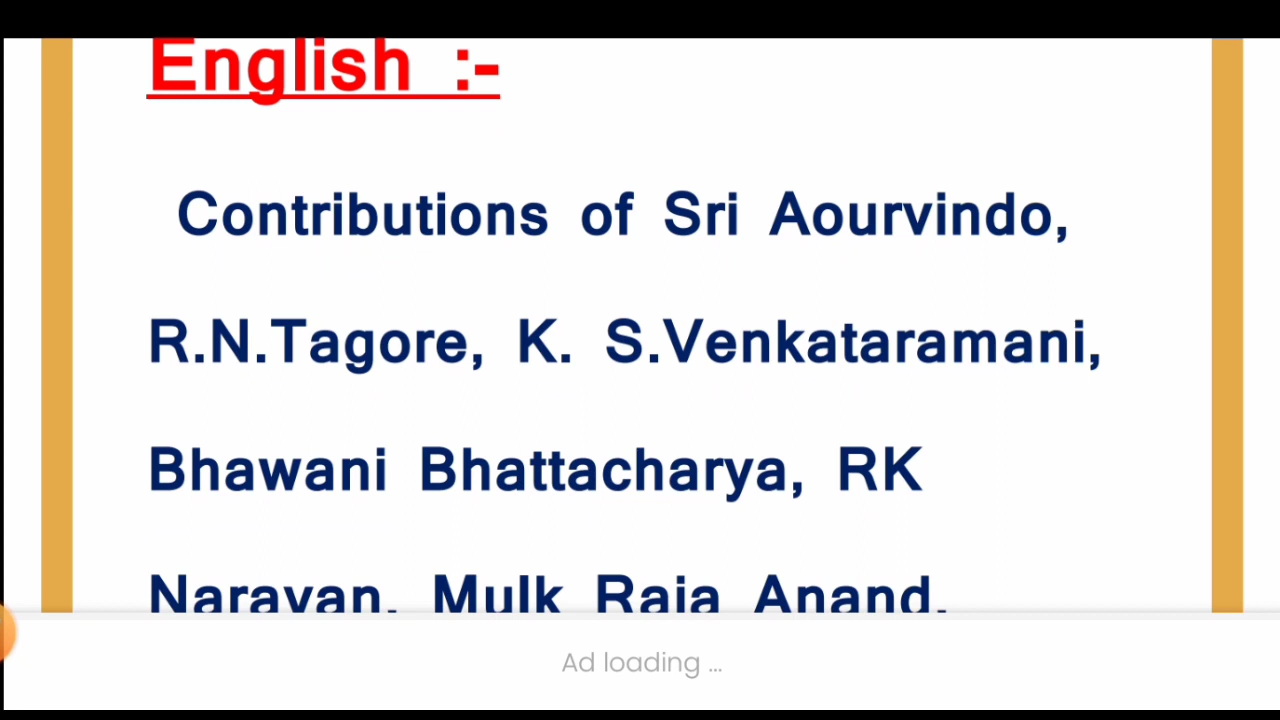 English :-
Contributions of Sri Aourvindo,
R.N.Tagore, K. S.Venkataramani,
Bhawani Bhattacharya, RK
Narayan, Mulk Raja Anand,
Ad loading ...